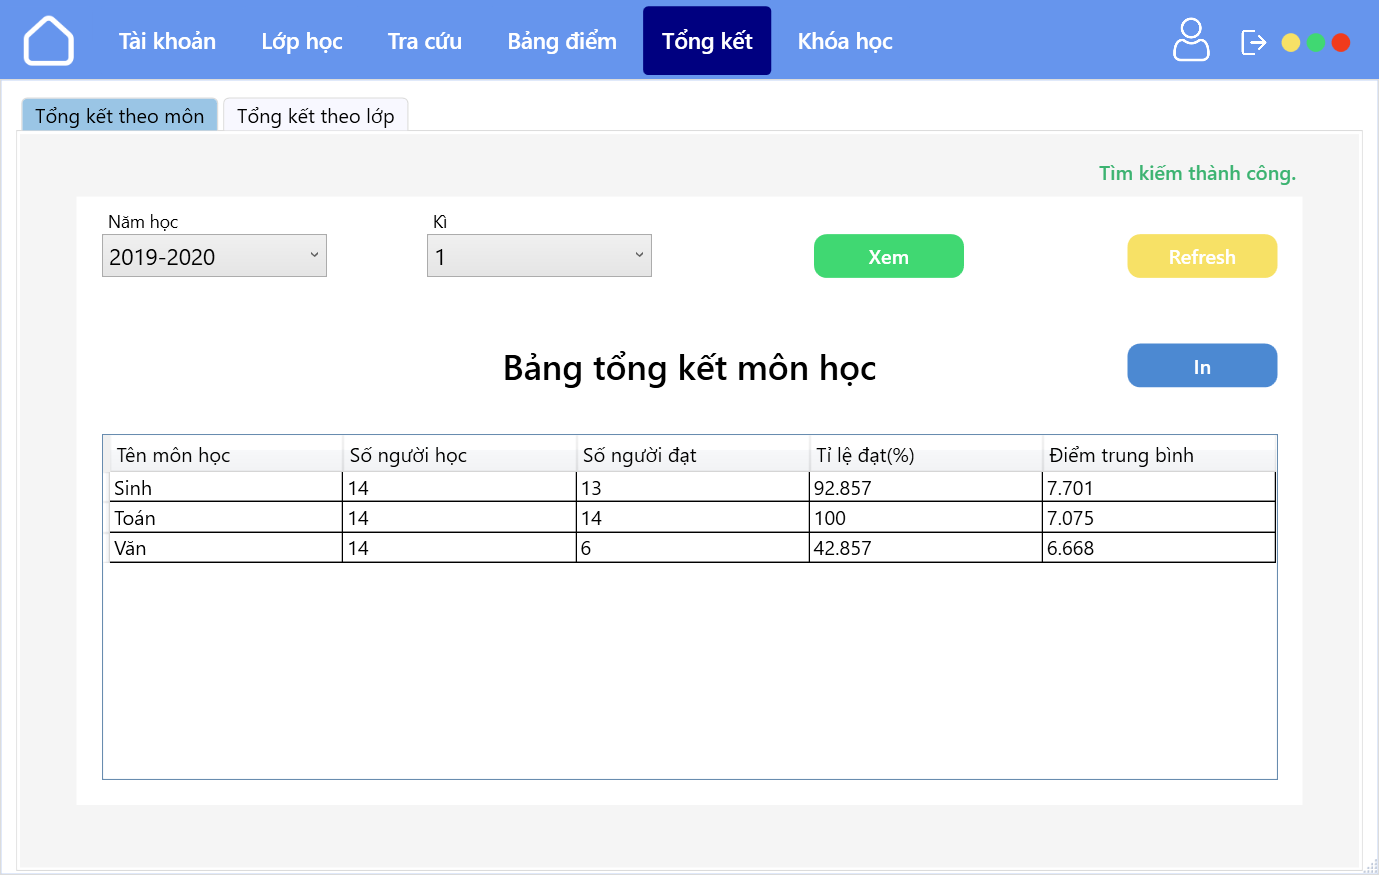 Tài khoản Lớp học Tra cứu Bảng điểm Tổng kết Khóa học
Tổng kết theo môn Tổng kết theo lớp
Tìm kiếm thành công.
Năm học Kì
2019-2020 1 Xem Refresh
Bảng tổng kết môn học In
Tên môn học Số người học Số người đạt Tỉ lệ đạt(%) Điểm trung bình
Sinh 14 13 92.857 7.701
Toán 14 14 100 7.075
Văn 14 6 42.857 6.668